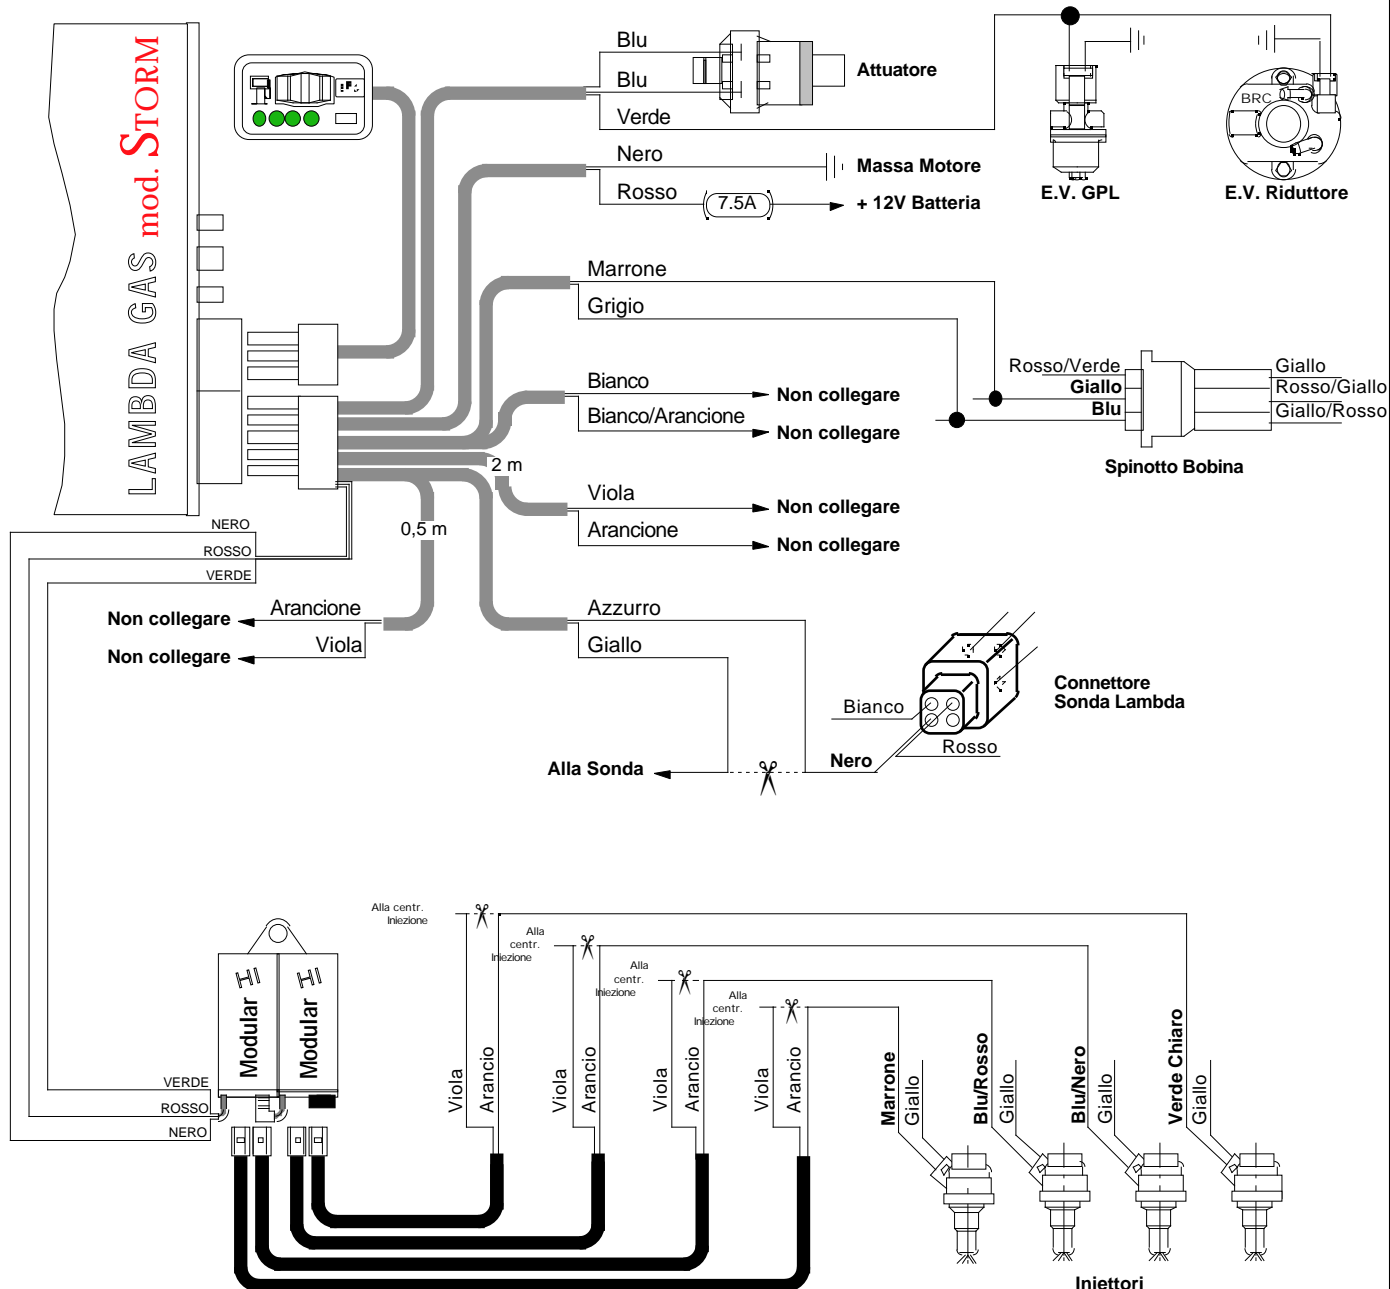 LAMBDA GAS mod. STORM
Blu
Blu
Verde
Attuatore
Nero
Rosso
7.5A
Massa Motore
+ 12V Batteria
BRC
E.V. GPL
E.V. Riduttore
Marrone
Grigio
Bianco
Bianco/Arancione
Non collegare
Non collegare
Rosso/Verde
Giallo
Blu
Giallo
Rosso/Giallo
Giallo/Rosso
Spinotto Bobina
2 m
0,5 m
Viola
Arancione
Non collegare
Non collegare
NERO
ROSSO
VERDE
Non collegare
Arancione
Non collegare
Viola
Azzurro
Giallo
Connettore
Sonda Lambda
Bianco
Rosso
Nero
Alla Sonda
Alla centr.
Iniezione
Alla
centr.
Iniezione
Alla
centr.
Iniezione
Alla
centr.
Iniezione
Modular HI
Modular HI
VERDE
ROSSO
NERO
Viola
Arancio
Viola
Arancio
Viola
Arancio
Viola
Arancio
Marrone
Giallo
Blu/Rosso
Giallo
Blu/Nero
Giallo
Verde Chiaro
Giallo
Iniettori